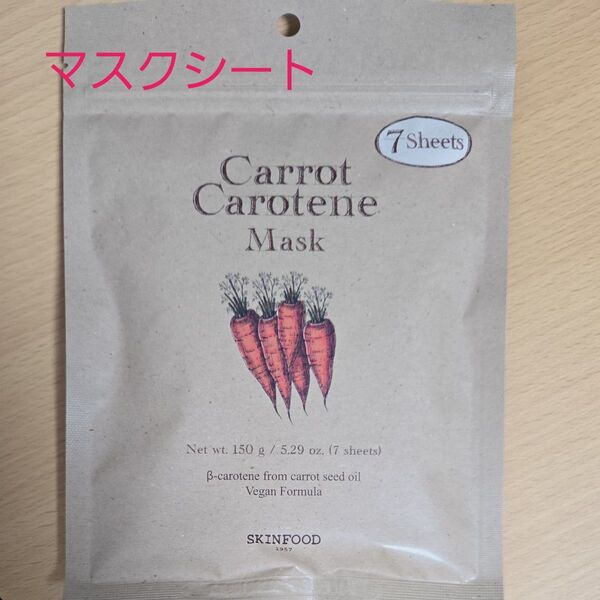 マスクシート
7 Sheets
Carrot
Carotene
Mask
Net wt. 150 g / 5.29 oz. (7 sheets)
β-carotene from carrot seed oil
Vegan Formula
SKINFOOD
1957